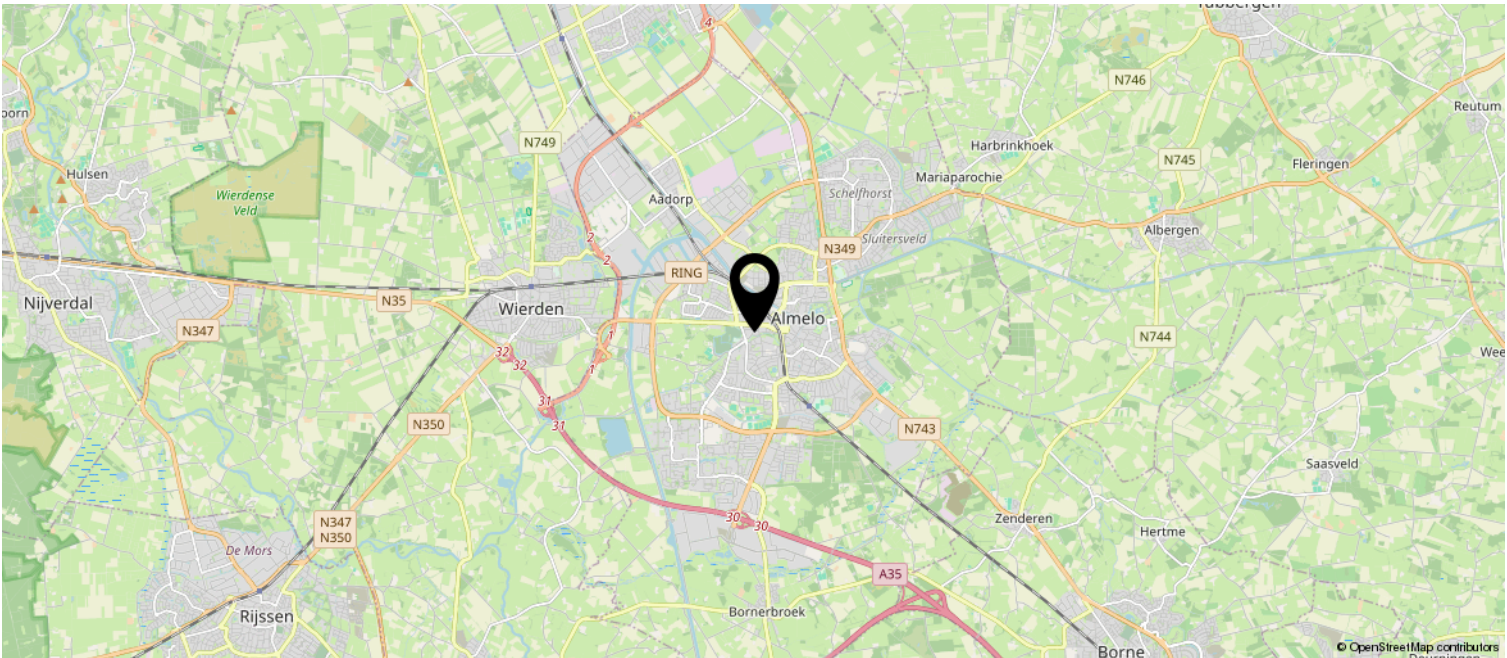 Tubbergen
4
N746
Reutum
oorn
N749
Harbrinkhoek
N745
Fleringen
Hulsen
Mariaparochie
Wierdense
Veld
Aadorp
Schelfhorst
Albergen
2
2
N349
Sluitersveld
RING
Nijverdal
N35
Wierden
Almelo
N347
1
N744
32
32
1
Wee
31
31
N350
N743
Saasveld
30
30
Zenderen
Hertme
N347
N350
De Mors
A35
Bornerbroek
Rijssen
Borne
© OpenStreetMap contributors